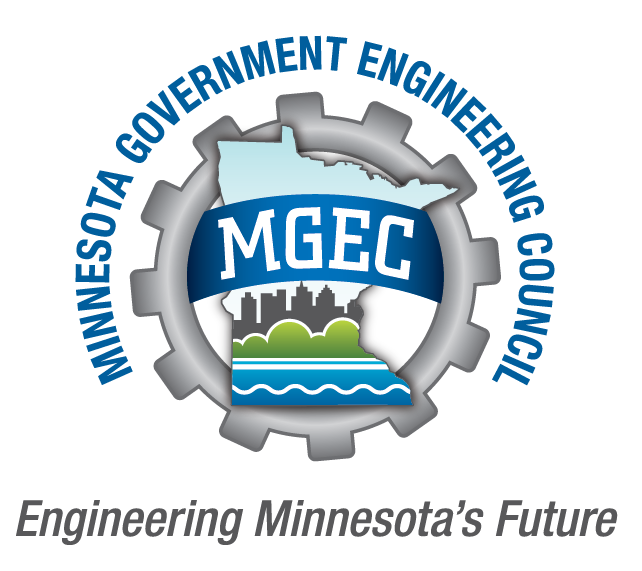 MINNESOTA GOVERNMENT ENGINEERING COUNCIL
MGEC
Engineering Minnesota's Future